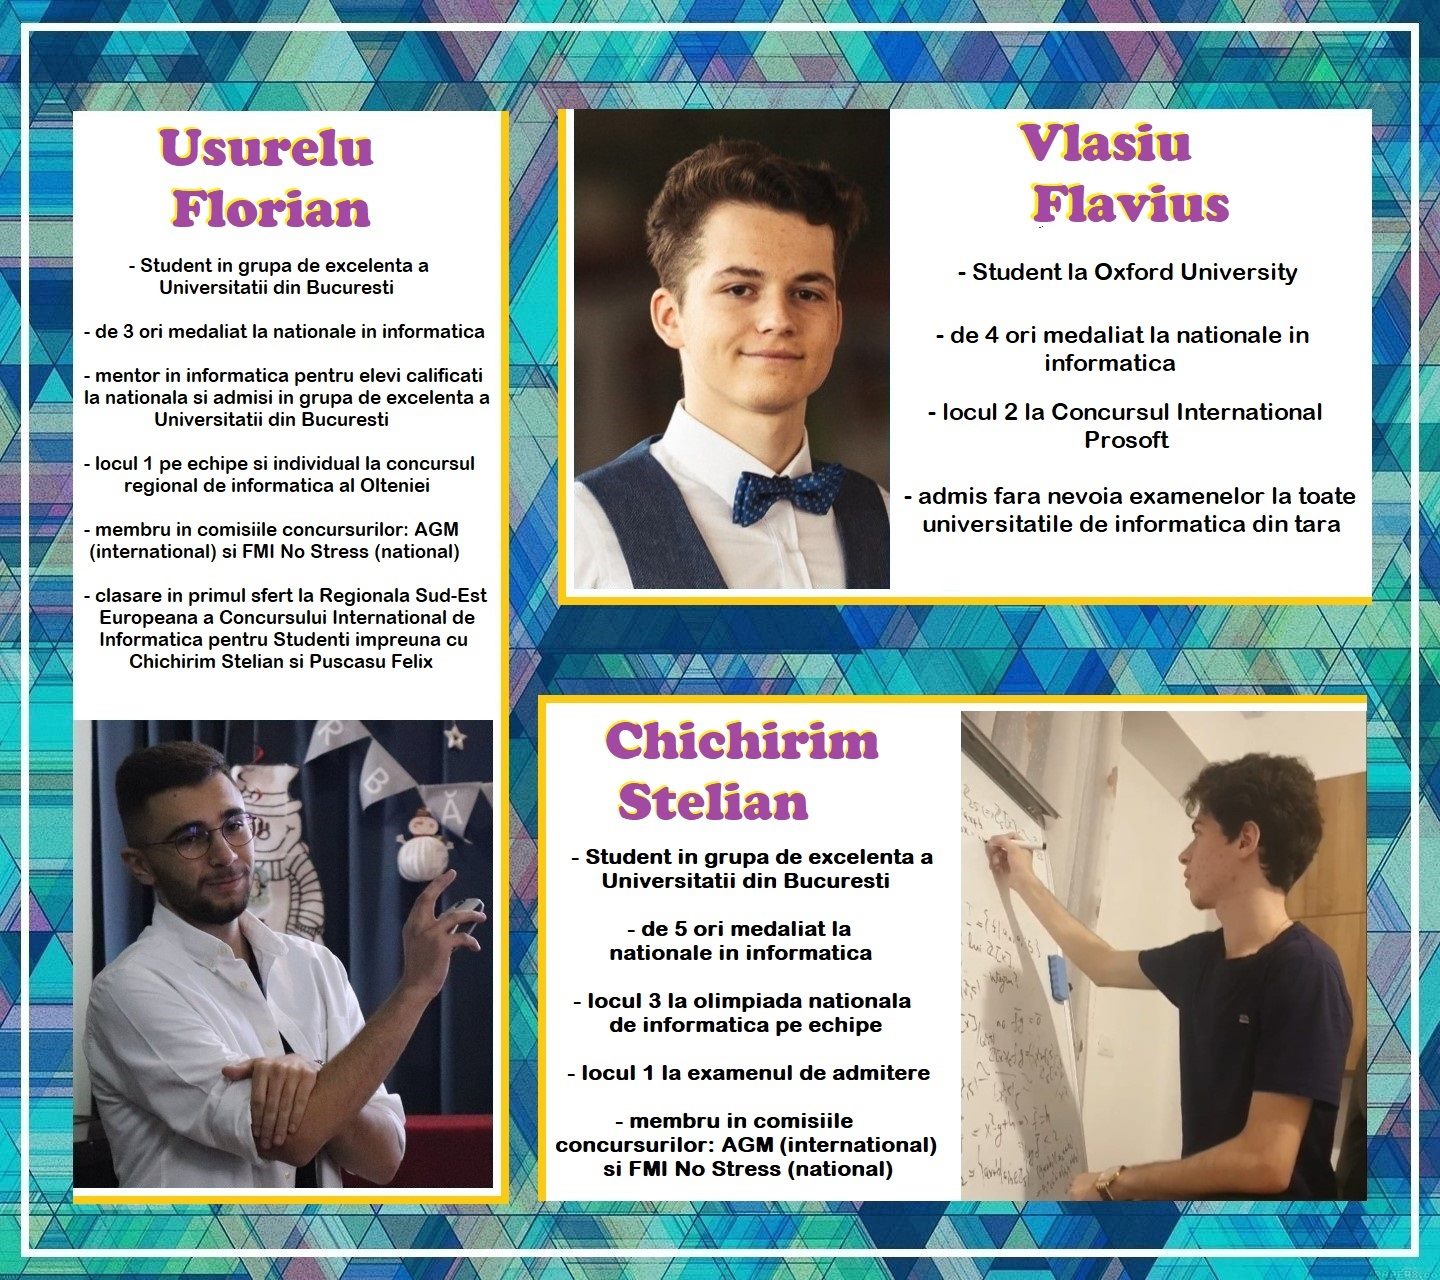 Usurelu
Florian
- Student in grupa de excelenta a
Universitatii din Bucuresti
- de 3 ori medaliat la nationale in informatica
- mentor in informatica pentru elevi calificati
la nationala si admisi in grupa de excelenta a
Universitatii din Bucuresti
- locul 1 pe echipe si individual la concursul
regional de informatica al Olteniei
- membru in comisiile concursurilor: AGM
(international) si FMI No Stress (national)
- clasare in primul sfert la Regionala Sud-Est
Europeana a Concursului International de
Informatica pentru Studenti impreuna cu
Chichirim Stelian si Puscasu Felix
R
B
Ă
Vlasiu
Flavius
- Student la Oxford University
- de 4 ori medaliat la nationale in
informatica
- locul 2 la Concursul International
Prosoft
- admis fara nevoia examenelor la toate
universitatile de informatica din tara
Chichirim
Stelian
- Student in grupa de excelenta a
Universitatii din Bucuresti
- de 5 ori medaliat la
nationale in informatica
- locul 3 la olimpiada nationala
de informatica pe echipe
- locul 1 la examenul de admitere
- membru in comisiile
concursurilor: AGM (international)
si FMI No Stress (national)